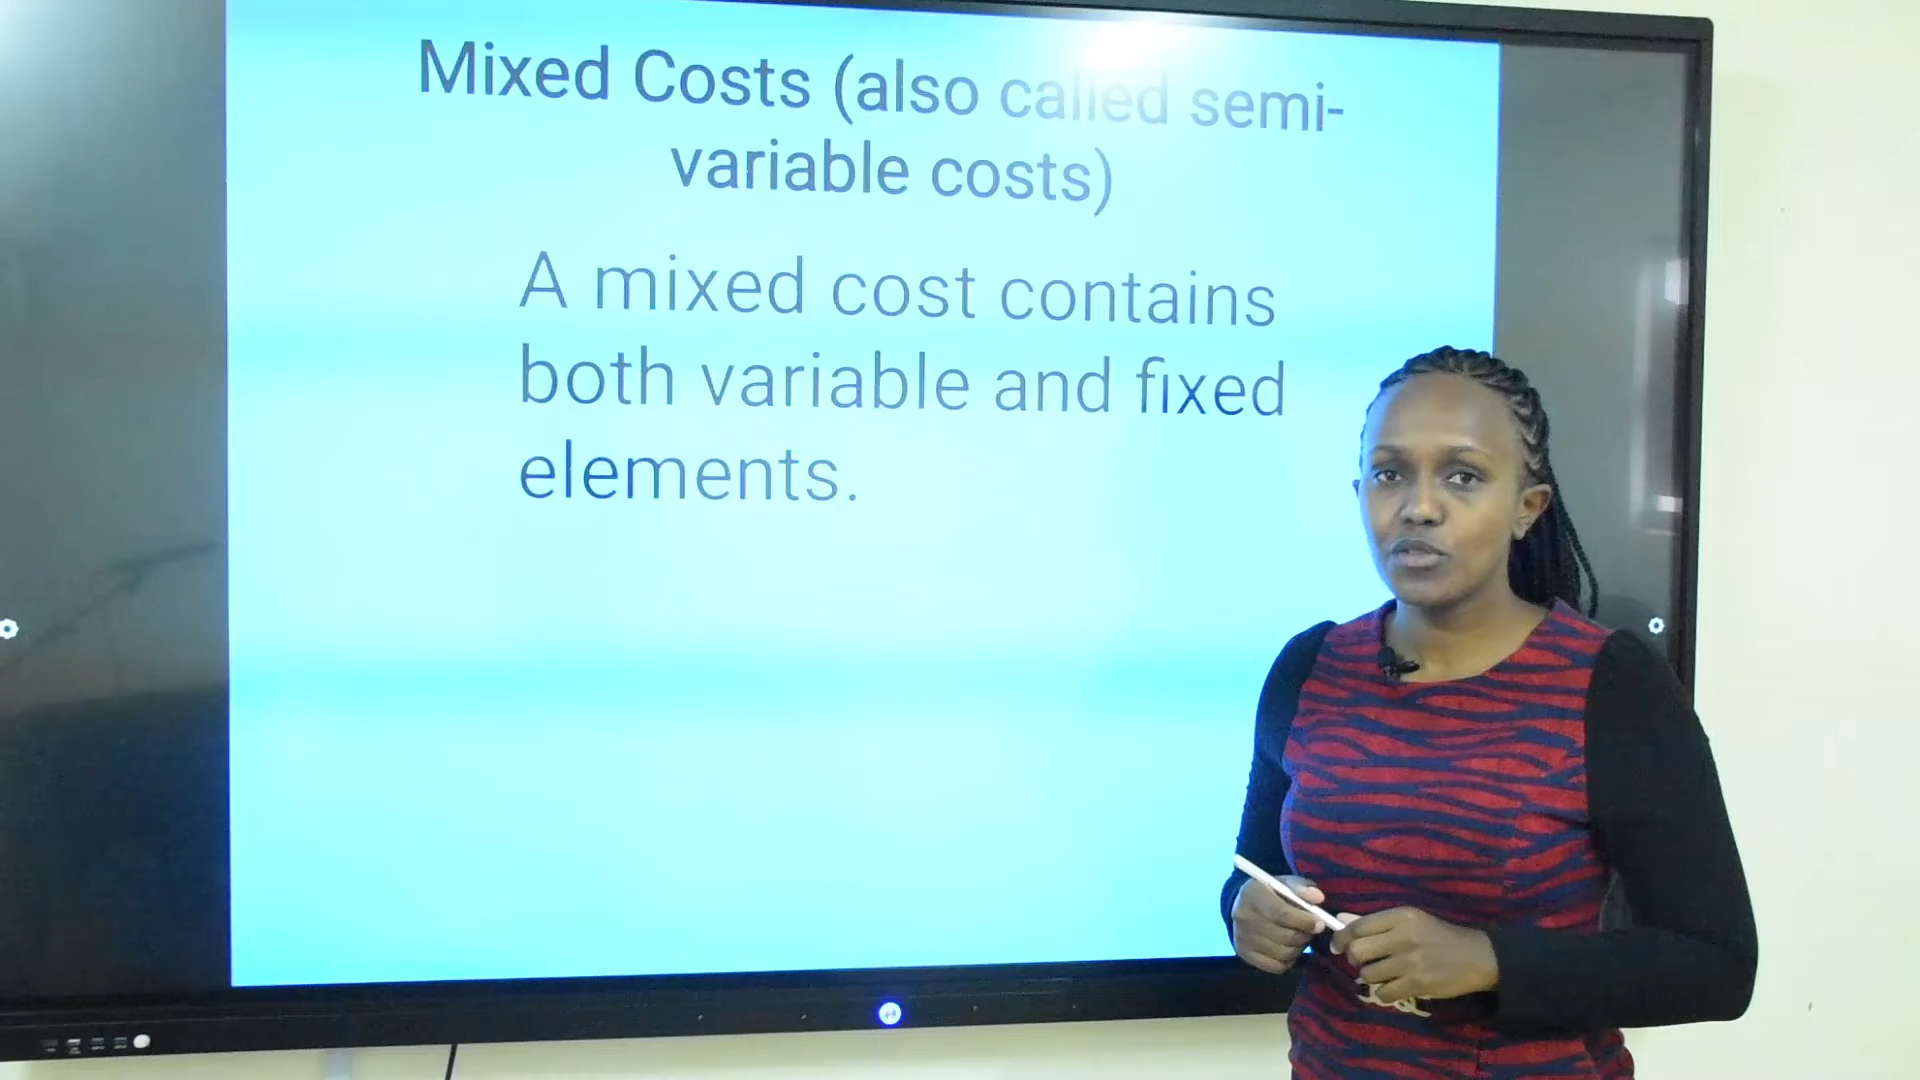 Mixed Costs (also called semi-
variable costs)
A mixed cost contains
both variable and fixed
elements.